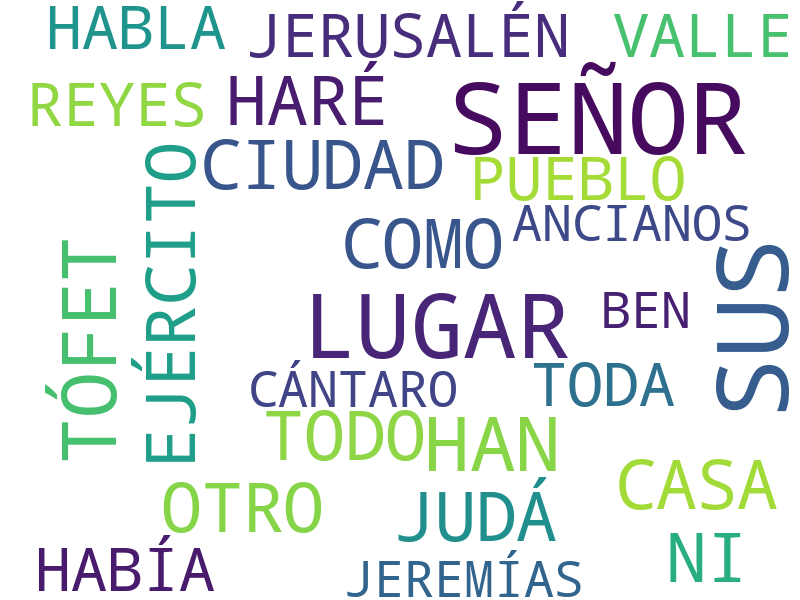 HABLA
JERUSALÉN
VALLE
REYES
HARÉ
SEÑOR
CIUDAD
PUEBLO
EJÉRCITO
ANCIANOS
COMO
TÓFET
SUS
LUGAR
BEN
CÁNTARO
TODA
TODO
HAN
CASA
OTRO
JUDÁ
NI
HABÍA
JEREMÍAS